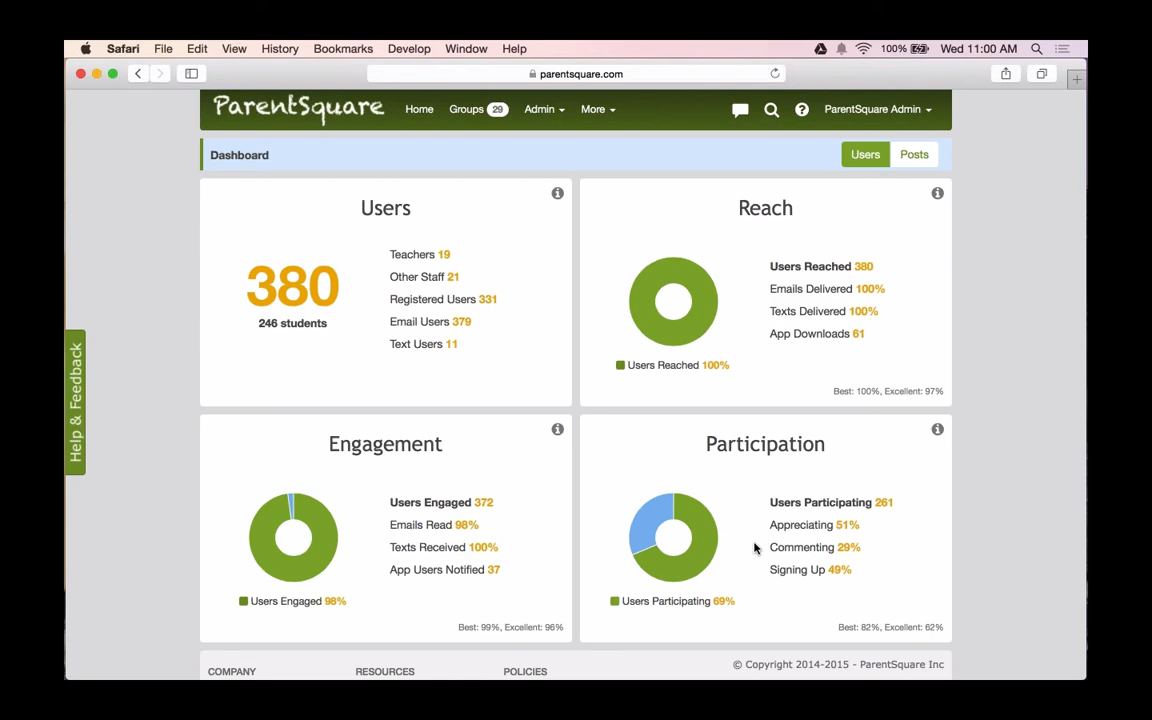 Safari File Edit View History Bookmarks Develop Window Help 100% Wed 11:00 AM
parentsquare.com
ParentSquare Home Groups 29 Admin More ParentSquare Admin
Dashboard Users Posts
Users
380
246 students
Teachers 19
Other Staff 21
Registered Users 331
Email Users 379
Text Users 11
Reach
Users Reached 100%
Users Reached 380
Emails Delivered 100%
Texts Delivered 100%
App Downloads 61
Best: 100%, Excellent: 97%
Help & Feedback
Engagement
Users Engaged 98%
Users Engaged 372
Emails Read 98%
Texts Received 100%
App Users Notified 37
Best: 99%, Excellent: 96%
Participation
Users Participating 69%
Users Participating 261
Appreciating 51%
Commenting 29%
Signing Up 49%
Best: 82%, Excellent: 62%
COMPANY RESOURCES POLICIES © Copyright 2014-2015 - ParentSquare Inc